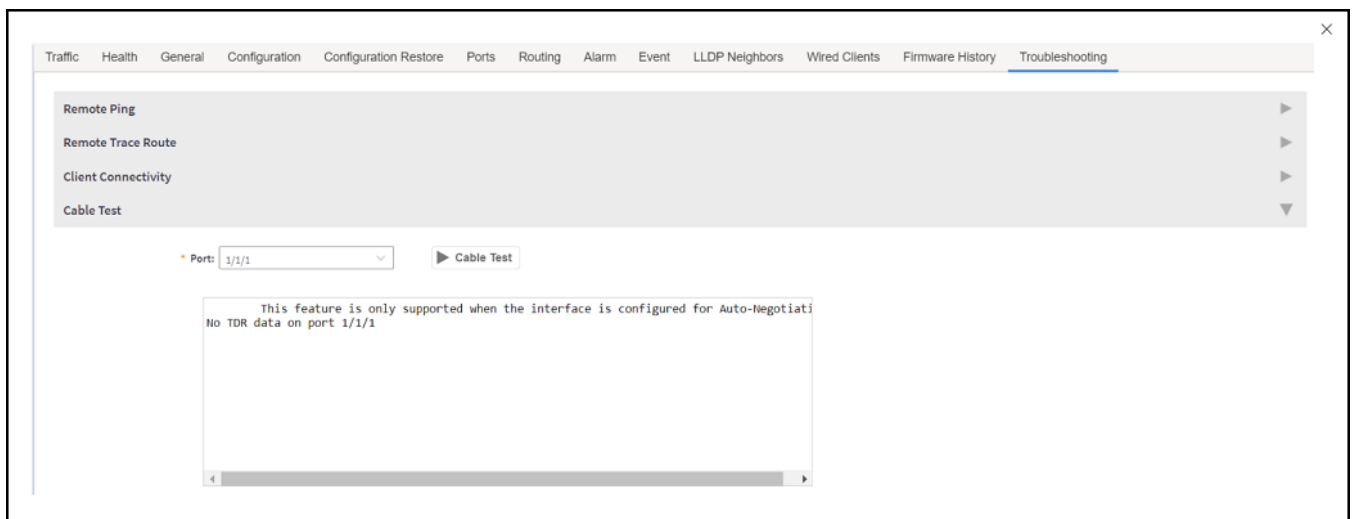 Traffic Health General Configuration Configuration Restore Ports Routing Alarm Event LLDP Neighbors Wired Clients Firmware History Troubleshooting
Remote Ping
Remote Trace Route
Client Connectivity
Cable Test
* Port: 1/1/1 Cable Test
This feature is only supported when the interface is configured for Auto-Negotiati
No TDR data on port 1/1/1